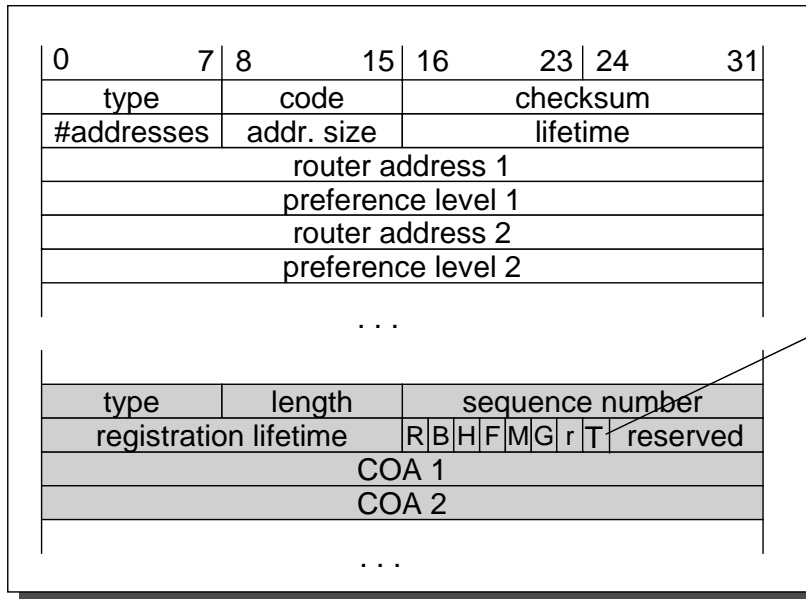 0 7 8 15 16 23 24 31
type code checksum
#addresses addr. size lifetime
router address 1
preference level 1
router address 2
preference level 2
. . .
type length sequence number
registration lifetime R B H F M G r T reserved
COA 1
COA 2
. . .